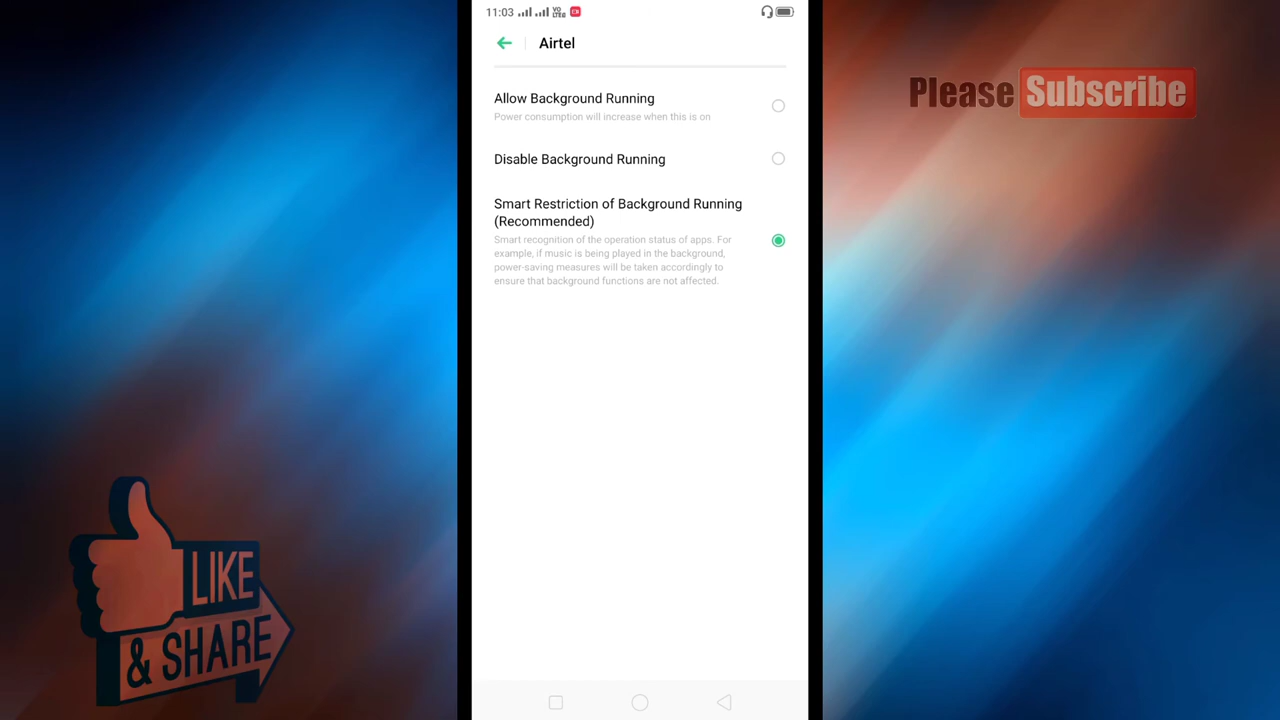 11:03 VO LTE
Airtel
Please Subscribe
Allow Background Running
Power consumption will increase when this is on
Disable Background Running
Smart Restriction of Background Running
(Recommended)
Smart recognition of the operation status of apps. For
example, if music is being played in the background,
power-saving measures will be taken accordingly to
ensure that background functions are not affected.
LIKE
& SHARE